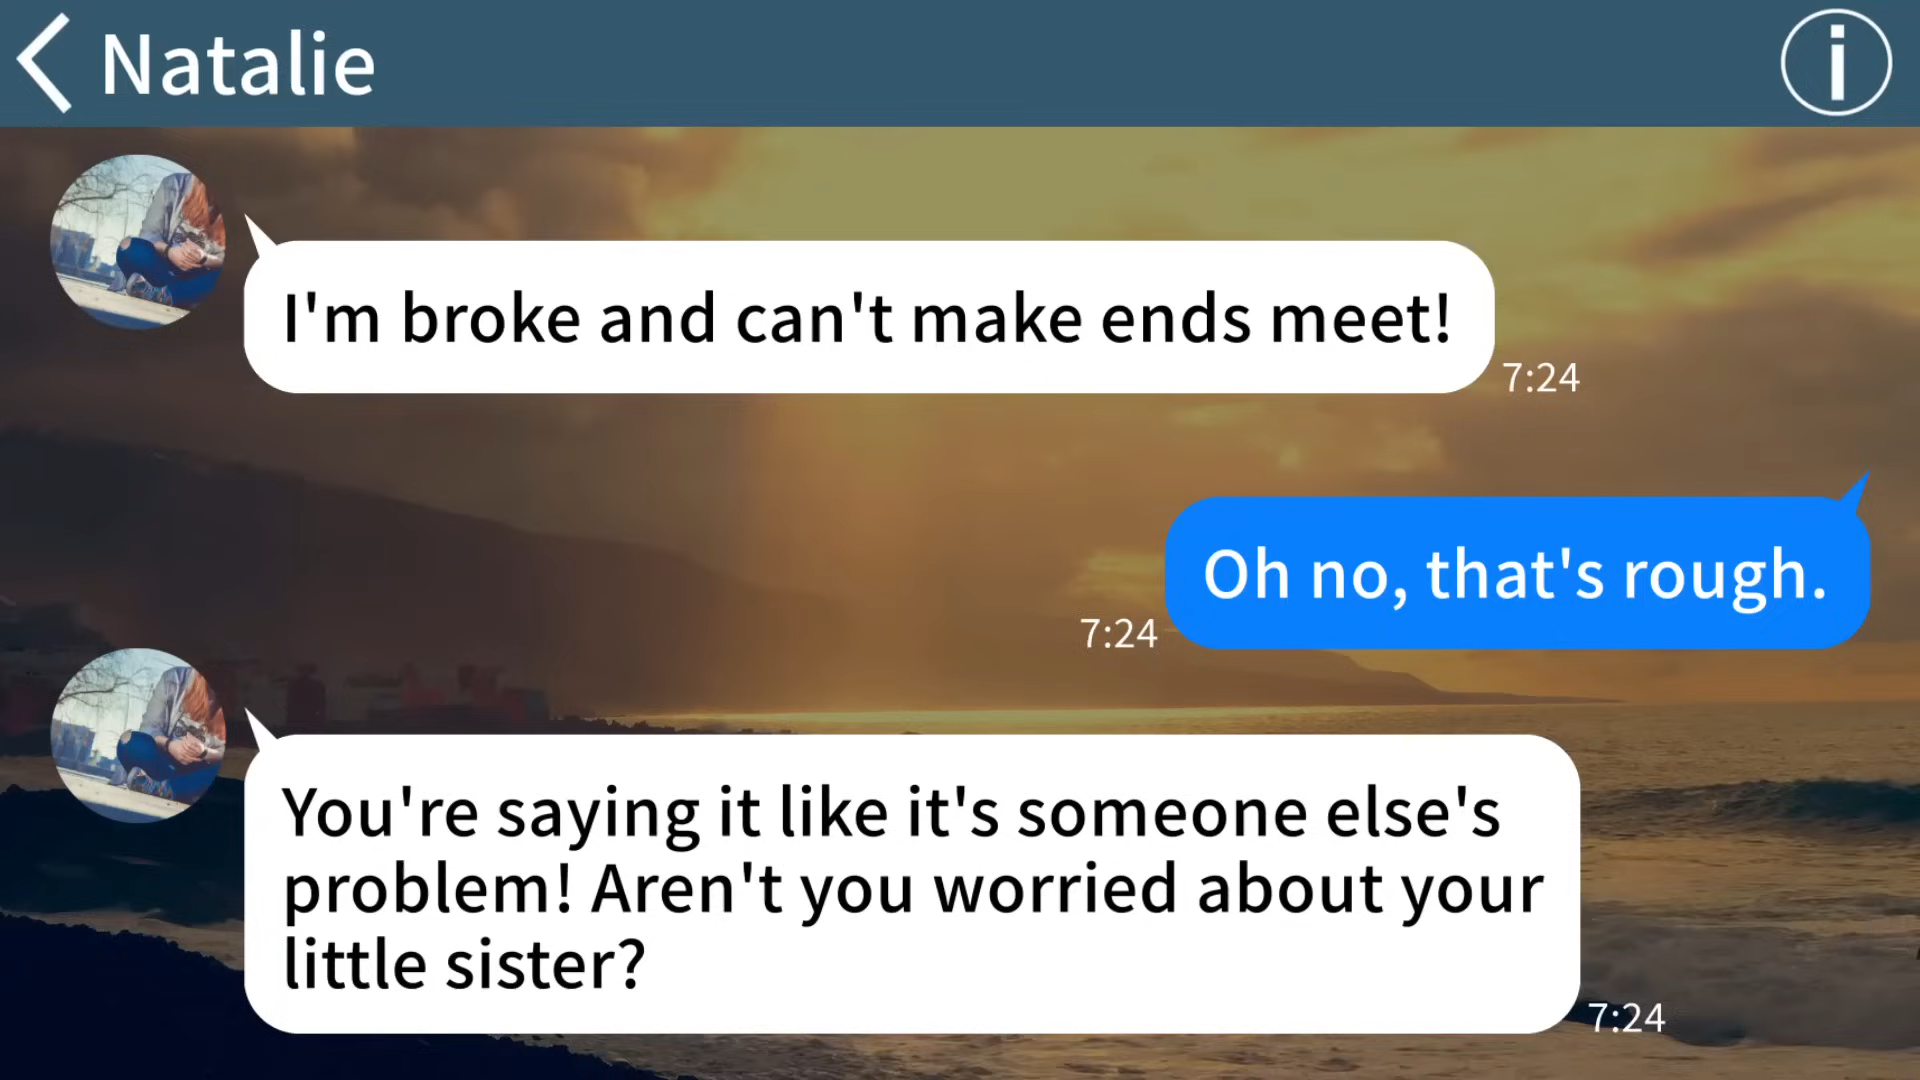 Natalie
I'm broke and can't make ends meet!
7:24
Oh no, that's rough.
7:24
You're saying it like it's someone else's
problem! Aren't you worried about your
little sister?
7:24